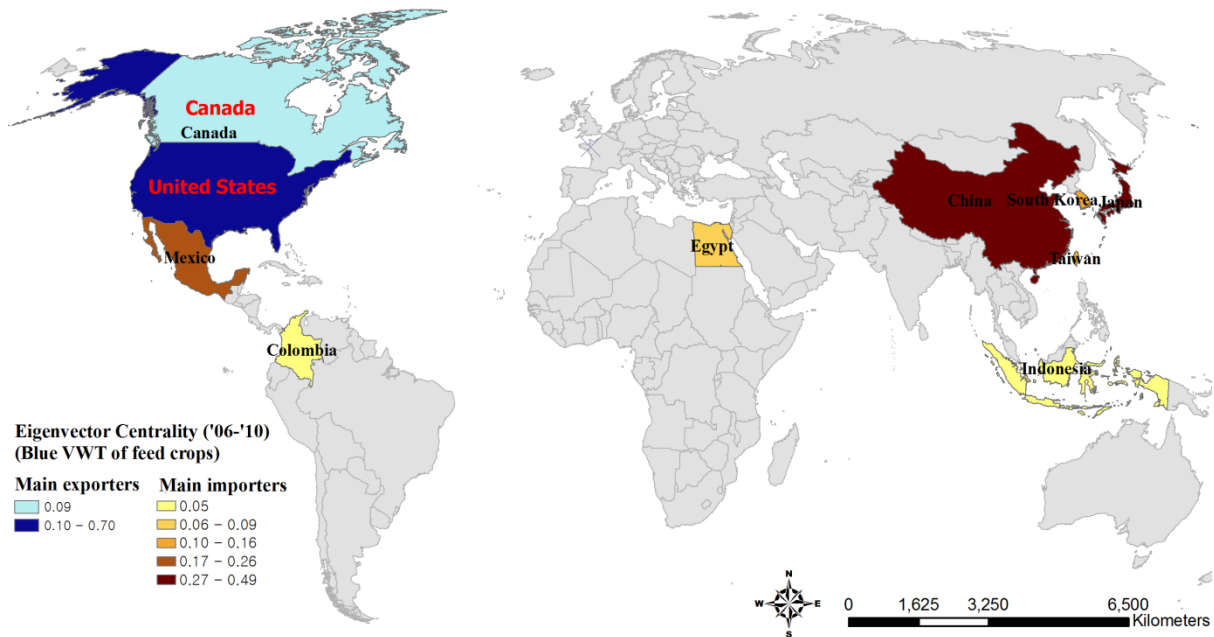 Canada
Canada
United States
Mexico
Colombia
Egypt
China
South Korea
Japan
Taiwan
Indonesia
Eigenvector Centrality ('06-'10)
(Blue VWT of feed crops)
Main exporters
0.09
0.10 - 0.70
Main importers
0.05
0.06 - 0.09
0.10 - 0.16
0.17 - 0.26
0.27 - 0.49
N
W E
S
0 1,625 3,250 6,500
Kilometers